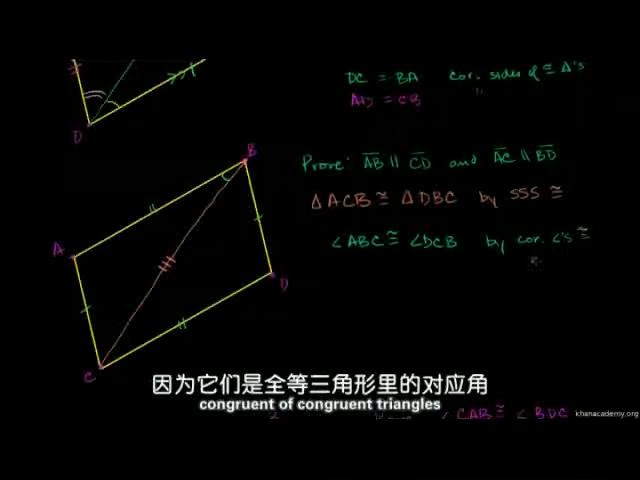 DC = BA cor. sides of ≅ Δ's
AD = CB
D
B
Prove: AB || CD and AC || BD
ΔACB ≅ ΔDBC by SSS ≅
∠ABC ≅ ∠DCB by cor. ∠'s ≅
A
D
C
因为它们是全等三角形里的对应角
congruent of congruent triangles
∠CAB ≅ ∠BDC
khanacademy.org